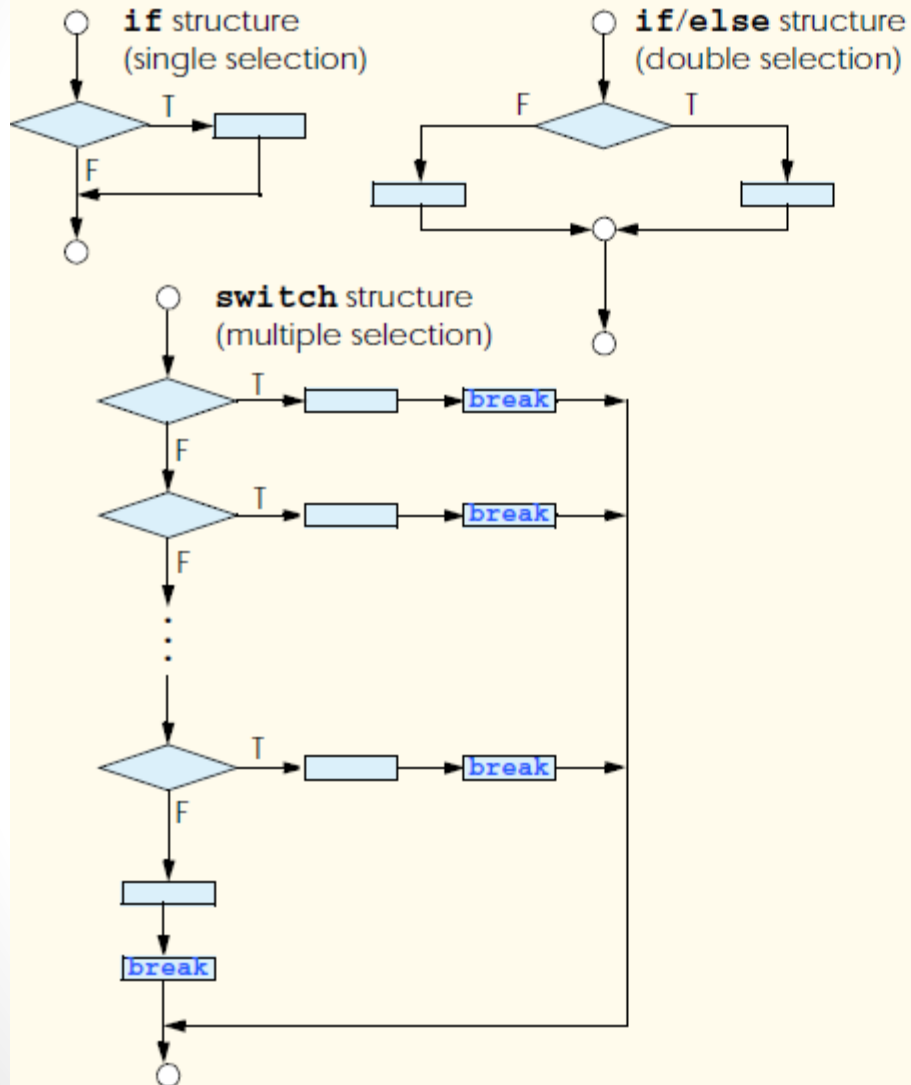 if structure
(single selection)
T
F
if/else structure
(double selection)
F
T
switch structure
(multiple selection)
T
break
F
T
break
F
T
break
F
break